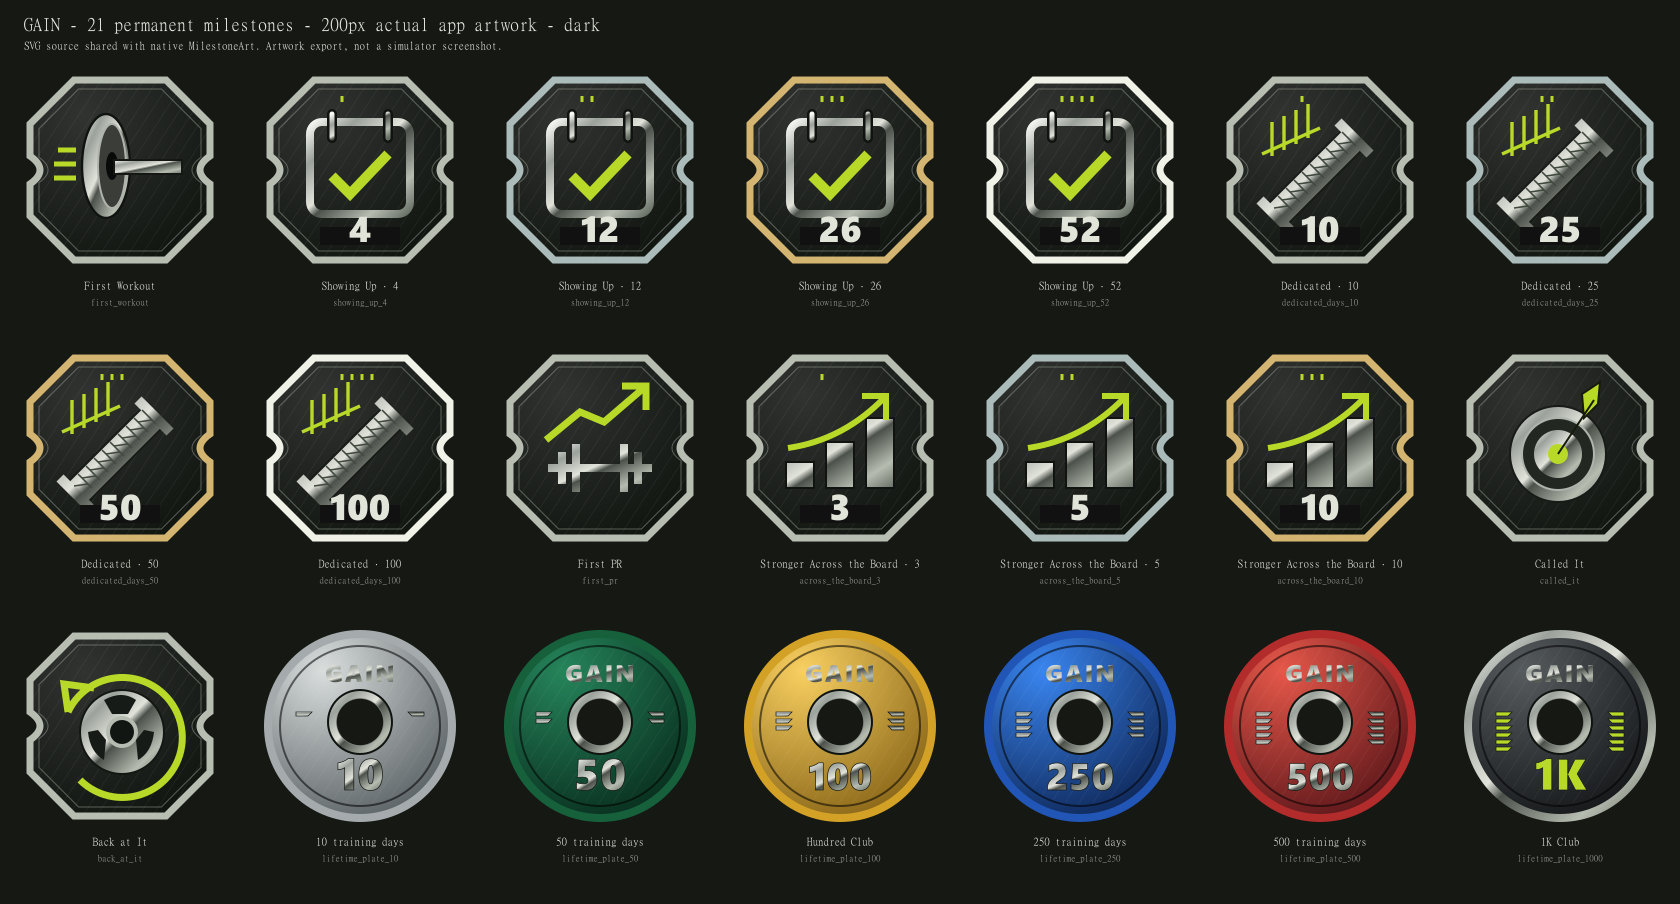 GAIN - 21 permanent milestones - 200px actual app artwork - dark
SVG source shared with native MilestoneArt. Artwork export, not a simulator screenshot.
4
12
26
52
10
25
First Workout
Showing Up · 4
Showing Up · 12
Showing Up · 26
Showing Up · 52
Dedicated · 10
Dedicated · 25
first_workout
showing_up_4
showing_up_12
showing_up_26
showing_up_52
dedicated_days_10
dedicated_days_25
50
100
3
5
10
Dedicated · 50
Dedicated · 100
First PR
Stronger Across the Board · 3
Stronger Across the Board · 5
Stronger Across the Board · 10
Called It
dedicated_days_50
dedicated_days_100
first_pr
across_the_board_3
across_the_board_5
across_the_board_10
called_it
GAIN
GAIN
GAIN
GAIN
GAIN
GAIN
10
50
100
250
500
1K
Back at It
10 training days
50 training days
Hundred Club
250 training days
500 training days
1K Club
back_at_it
lifetime_plate_10
lifetime_plate_50
lifetime_plate_100
lifetime_plate_250
lifetime_plate_500
lifetime_plate_1000